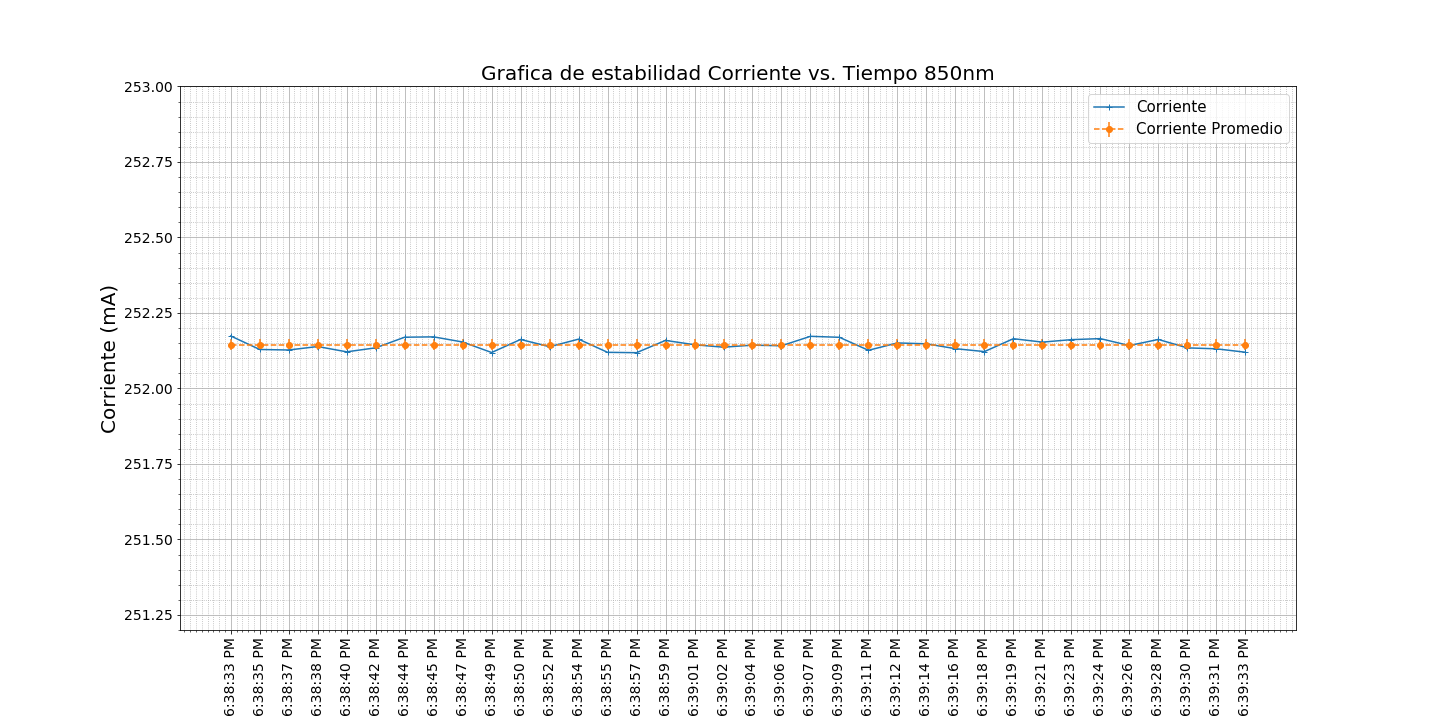 Grafica de estabilidad Corriente vs. Tiempo 850nm
Corriente
Corriente Promedio
Corriente (mA)
253.00
252.75
252.50
252.25
252.00
251.75
251.50
251.25
6:38:33 PM
6:38:35 PM
6:38:37 PM
6:38:38 PM
6:38:40 PM
6:38:42 PM
6:38:44 PM
6:38:45 PM
6:38:47 PM
6:38:49 PM
6:38:50 PM
6:38:52 PM
6:38:54 PM
6:38:55 PM
6:38:57 PM
6:38:59 PM
6:39:01 PM
6:39:02 PM
6:39:04 PM
6:39:06 PM
6:39:07 PM
6:39:09 PM
6:39:11 PM
6:39:12 PM
6:39:14 PM
6:39:16 PM
6:39:18 PM
6:39:19 PM
6:39:21 PM
6:39:23 PM
6:39:24 PM
6:39:26 PM
6:39:28 PM
6:39:30 PM
6:39:31 PM
6:39:33 PM